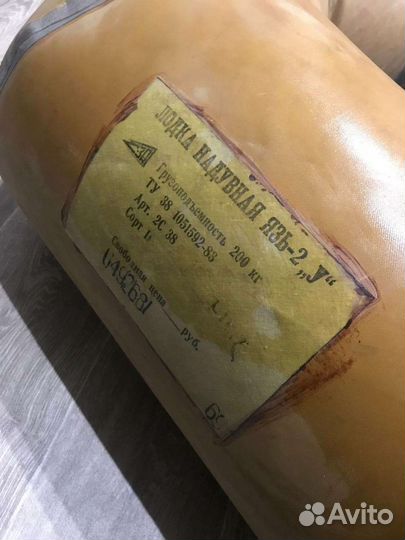 ЛОДКА НАДУВНАЯ ЯЗЬ-2 „У“
Грузоподъемность 200 кг
ТУ 38 1051592-83
Арт. 2С 38
Сорт 1
Свободная цена руб.
Avito